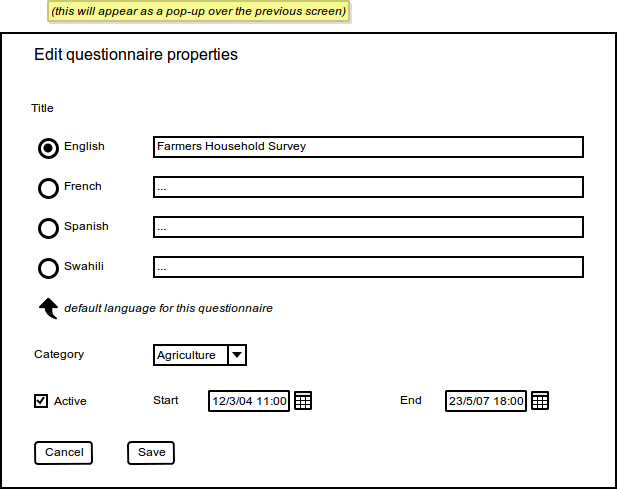 (this will appear as a pop-up over the previous screen)
Edit questionnaire properties
Title
English Farmers Household Survey
French ...
Spanish ...
Swahili ...
default language for this questionnaire
Category Agriculture
Active Start 12/3/04 11:00 End 23/5/07 18:00
Cancel Save